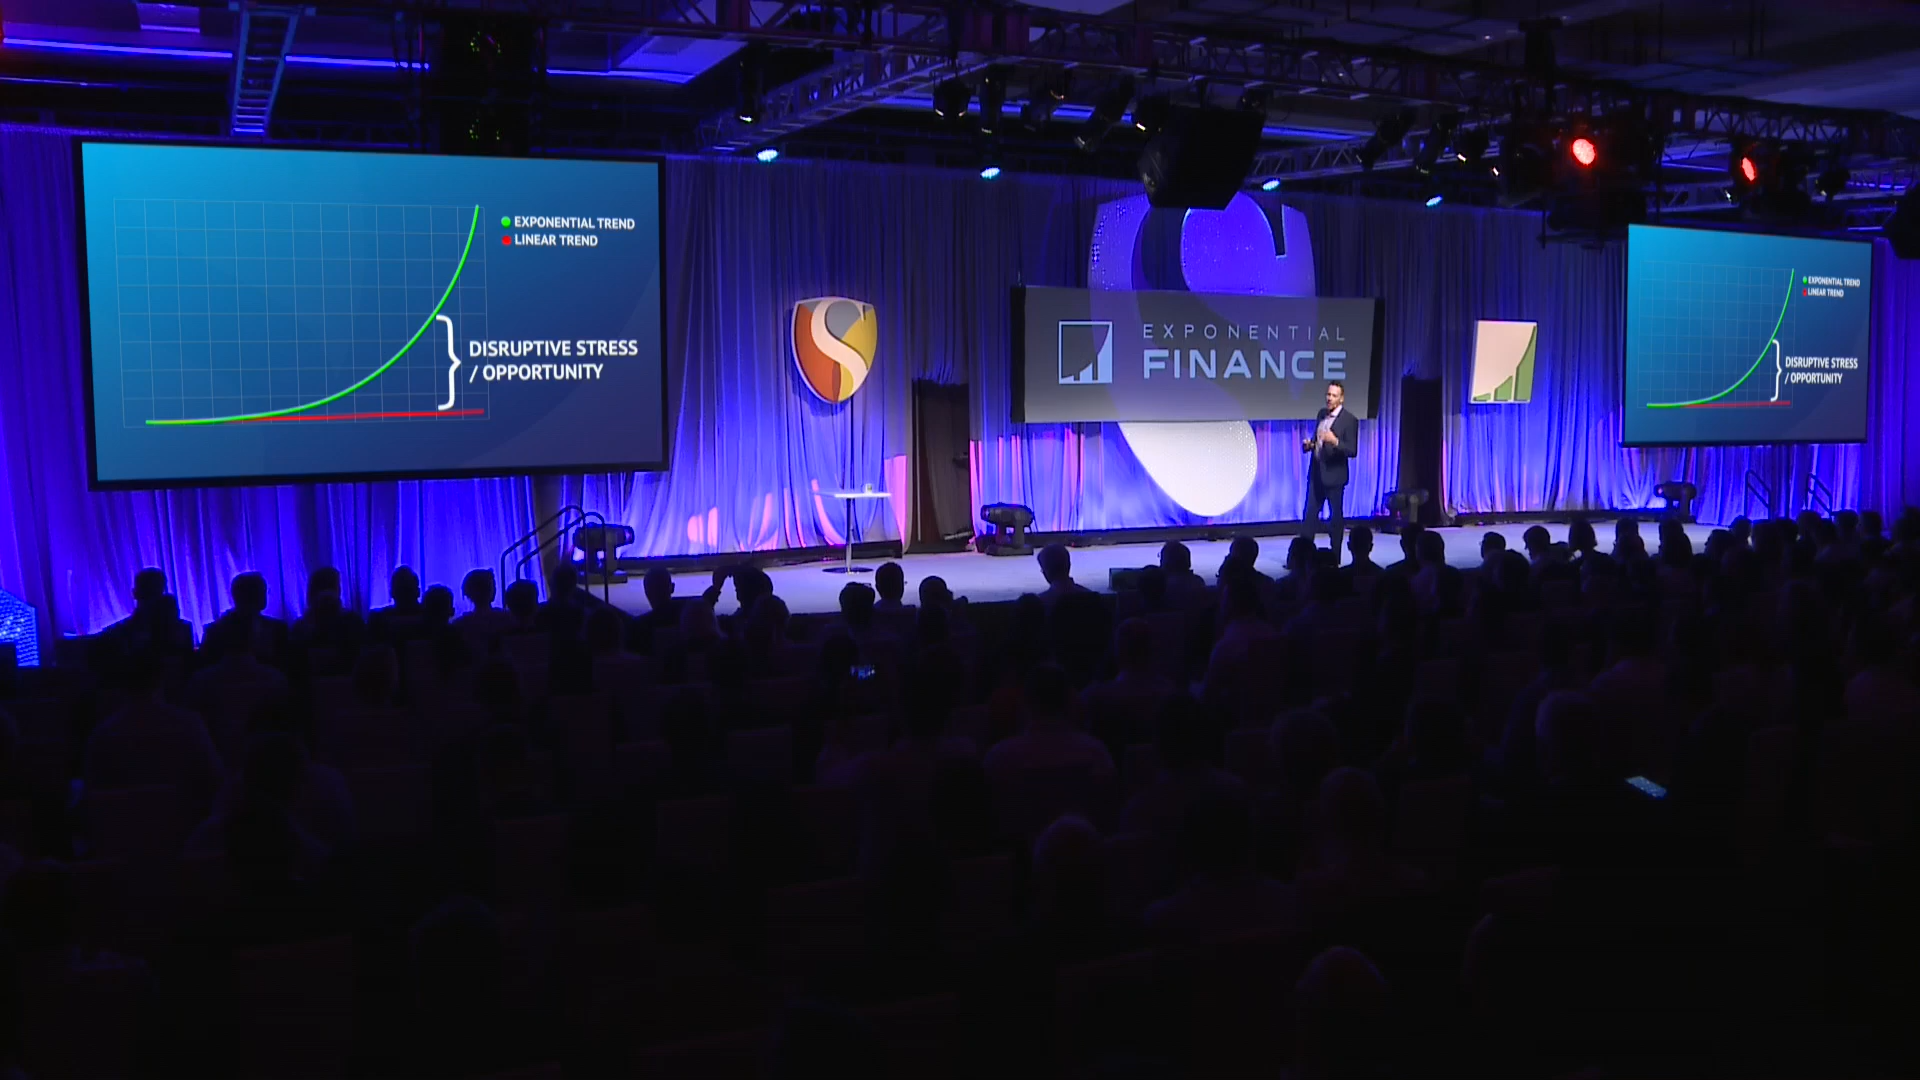 EXPONENTIAL TREND
LINEAR TREND
DISRUPTIVE STRESS
/ OPPORTUNITY
S
EXPONENTIAL
FINANCE
EXPONENTIAL TREND
LINEAR TREND
DISRUPTIVE STRESS
/ OPPORTUNITY